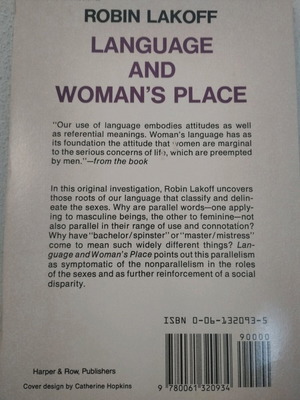 ROBIN LAKOFF
LANGUAGE
AND
WOMAN'S PLACE
"Our use of language embodies attitudes as well
as referential meanings. Woman's language has as
its foundation the attitude that women are marginal
to the serious concerns of life, which are preempted
by men."—from the book
In this original investigation, Robin Lakoff uncovers
those roots of our language that classify and delin-
eate the sexes. Why are parallel words—one apply-
ing to masculine beings, the other to feminine—not
also parallel in their range of use and connotation?
Why have "bachelor/spinster" or "master/mistress"
come to mean such widely different things? Lan-
guage and Woman's Place points out this parallelism
as symptomatic of the nonparallelism in the roles
of the sexes and as further reinforcement of a social
disparity.
ISBN 0-06-132093-5
90000
9 780061 320934
Harper & Row, Publishers
Cover design by Catherine Hopkins